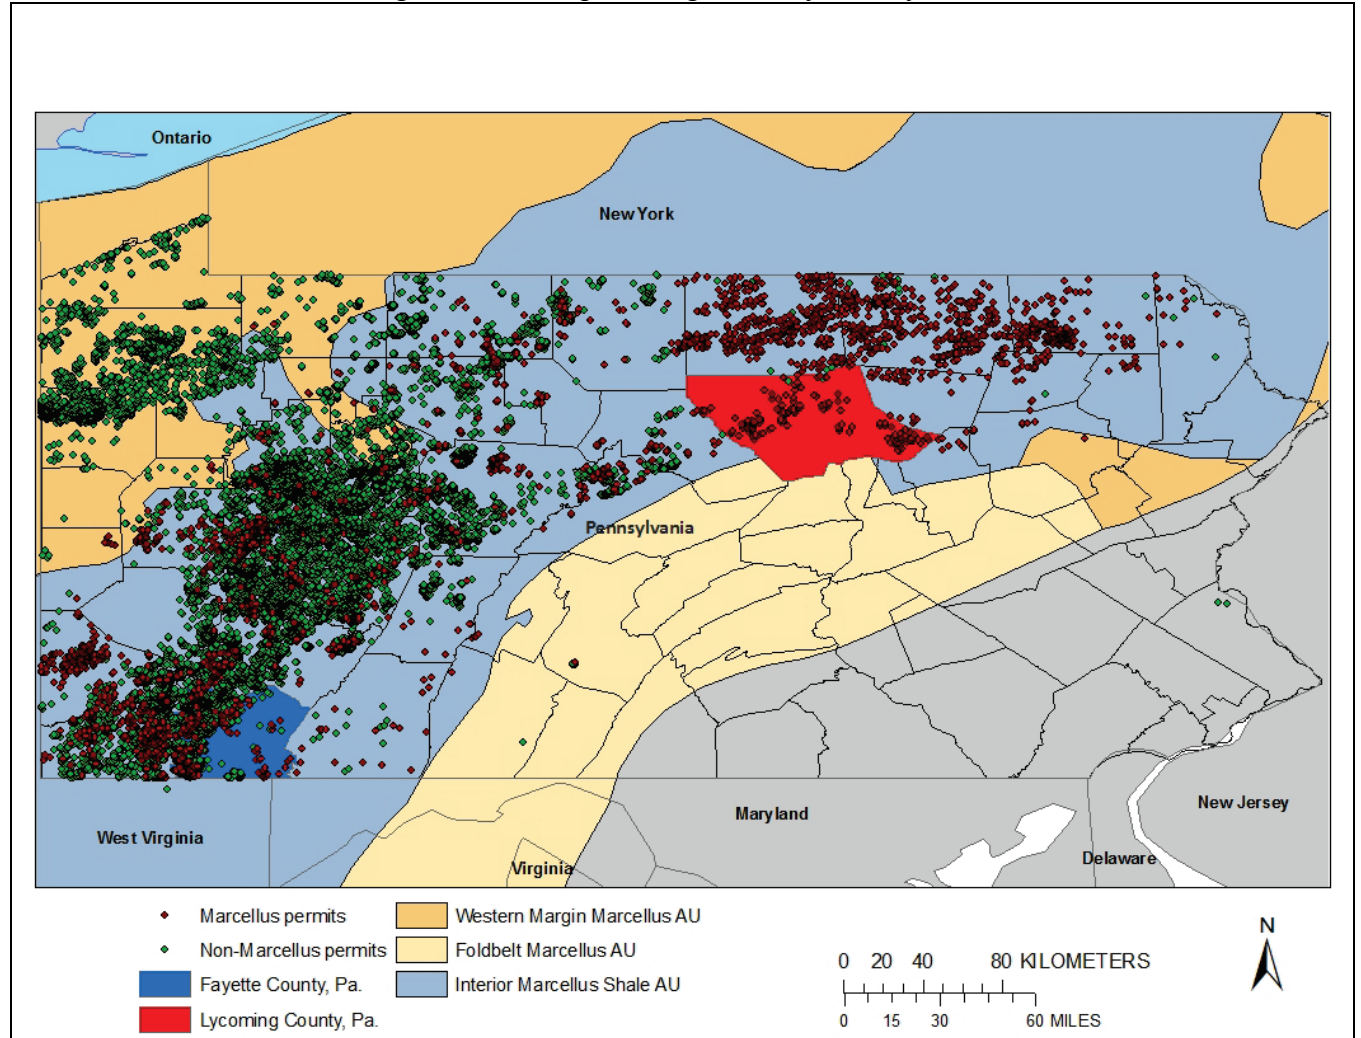 Ontario
New York
Pennsylvania
West Virginia
Virginia
Maryland
New Jersey
Delaware
Marcellus permits
Non-Marcellus permits
Fayette County, Pa.
Lycoming County, Pa.
Western Margin Marcellus AU
Foldbelt Marcellus AU
Interior Marcellus Shale AU
0 20 40 80 KILOMETERS
0 15 30 60 MILES
N